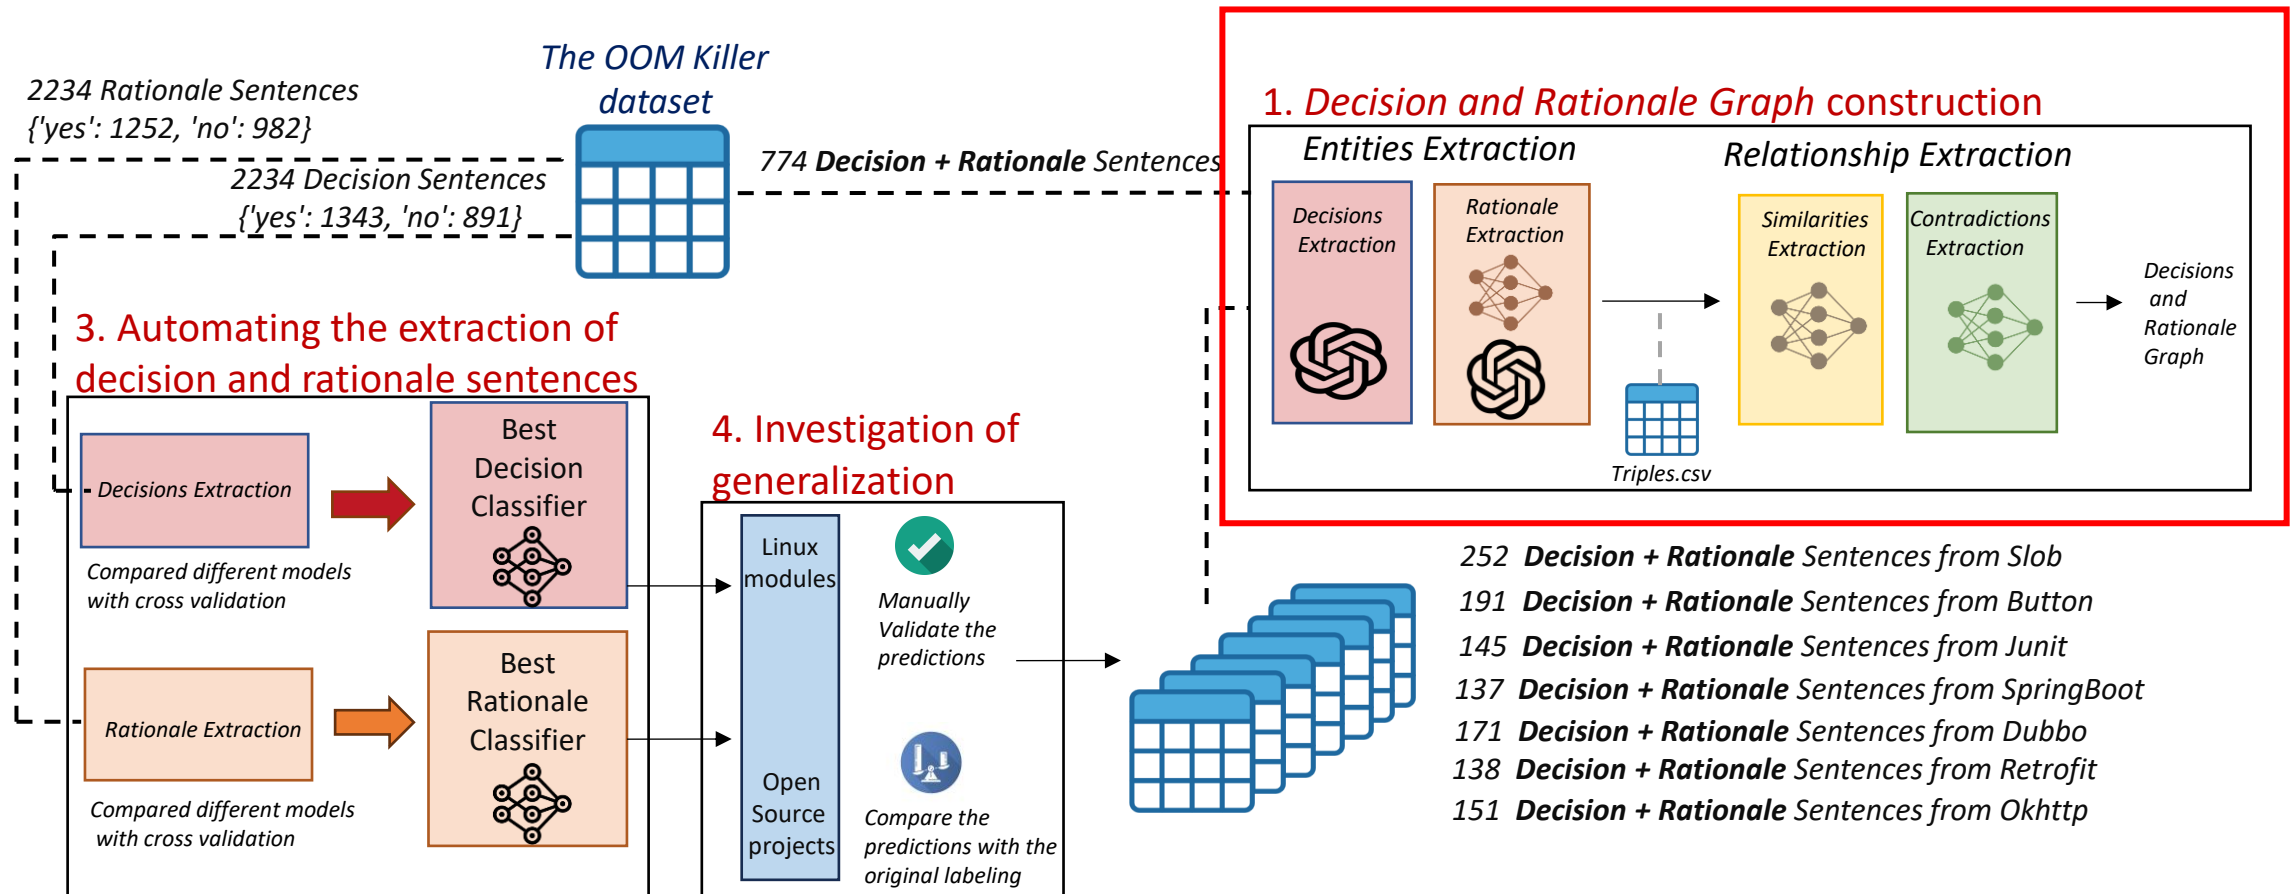 The OOM Killer
dataset
2234 Rationale Sentences
{'yes': 1252, 'no': 982}
2234 Decision Sentences
{'yes': 1343, 'no': 891}
774 Decision + Rationale Sentences
1. Decision and Rationale Graph construction
Entities Extraction
Relationship Extraction
Decisions
Extraction
Rationale
Extraction
Similarities
Extraction
Contradictions
Extraction
Decisions
and
Rationale
Graph
Triples.csv
3. Automating the extraction of
decision and rationale sentences
Decisions Extraction
Compared different models
with cross validation
Best
Decision
Classifier
Rationale Extraction
Compared different models
with cross validation
Best
Rationale
Classifier
4. Investigation of
generalization
Linux
modules
Open
Source
projects
Manually
Validate the
predictions
Compare the
predictions with the
original labeling
252 Decision + Rationale Sentences from Slob
191 Decision + Rationale Sentences from Button
145 Decision + Rationale Sentences from Junit
137 Decision + Rationale Sentences from SpringBoot
171 Decision + Rationale Sentences from Dubbo
138 Decision + Rationale Sentences from Retrofit
151 Decision + Rationale Sentences from Okhttp